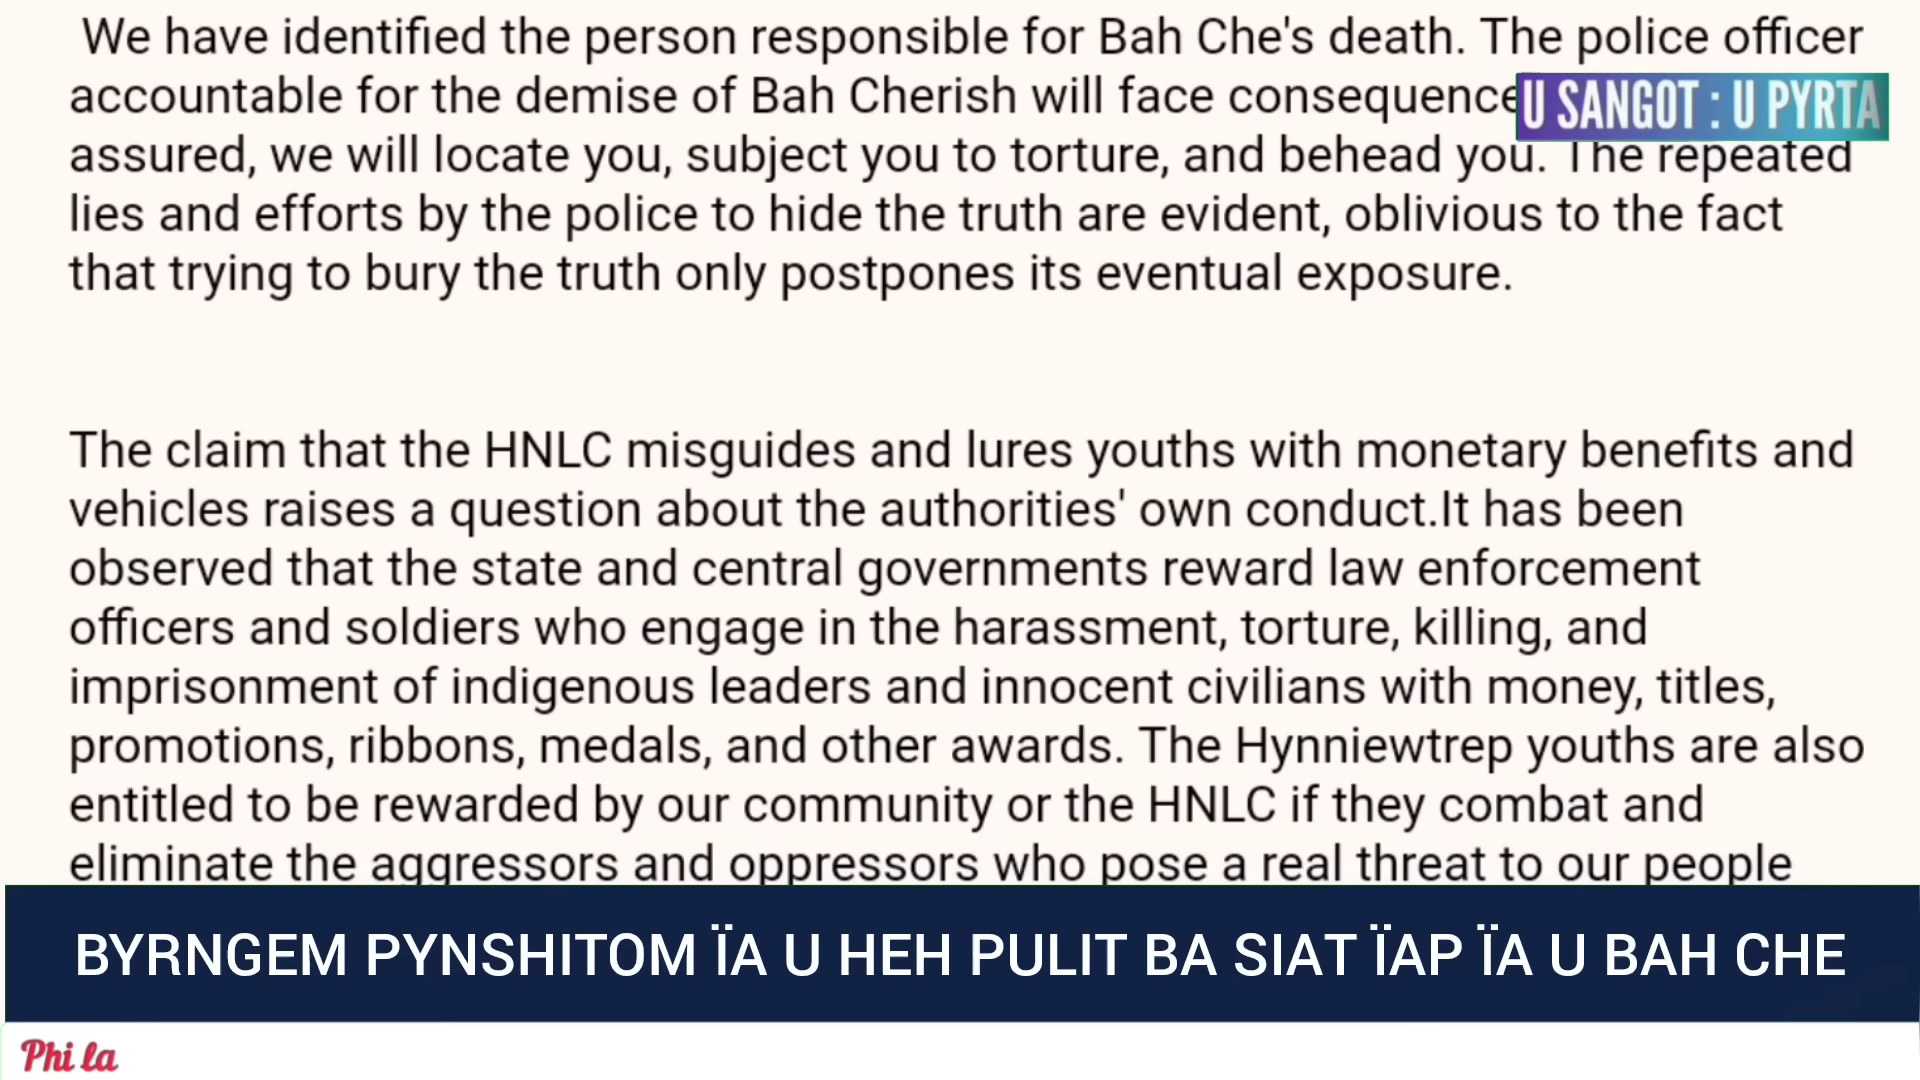 We have identified the person responsible for Bah Che's death. The police officer
accountable for the demise of Bah Cherish will face consequence
U SANGOT : U PYRTA
assured, we will locate you, subject you to torture, and behead you. The repeated
lies and efforts by the police to hide the truth are evident, oblivious to the fact
that trying to bury the truth only postpones its eventual exposure.
The claim that the HNLC misguides and lures youths with monetary benefits and
vehicles raises a question about the authorities' own conduct.It has been
observed that the state and central governments reward law enforcement
officers and soldiers who engage in the harassment, torture, killing, and
imprisonment of indigenous leaders and innocent civilians with money, titles,
promotions, ribbons, medals, and other awards. The Hynniewtrep youths are also
entitled to be rewarded by our community or the HNLC if they combat and
eliminate the aggressors and oppressors who pose a real threat to our people
BYRNGEM PYNSHITOM ÏA U HEH PULIT BA SIAT ÏAP ÏA U BAH CHE
Phi la